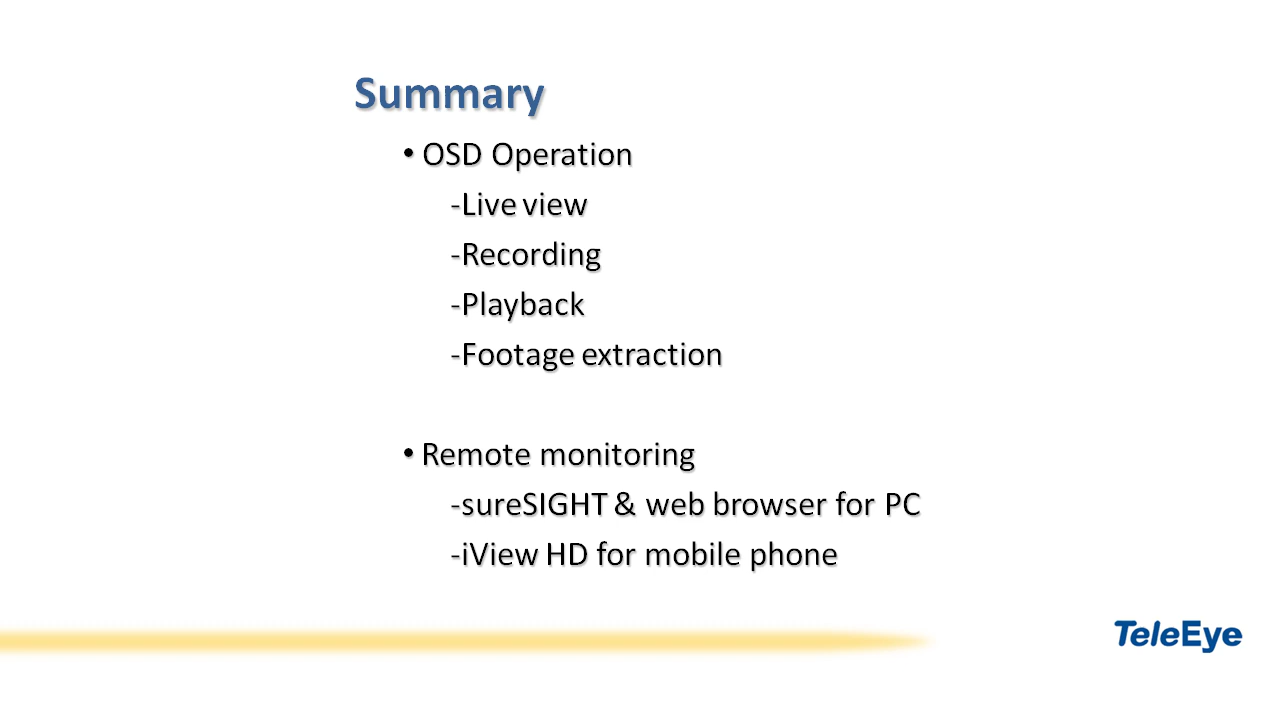 Summary
• OSD Operation
-Live view
-Recording
-Playback
-Footage extraction
• Remote monitoring
-sureSIGHT & web browser for PC
-iView HD for mobile phone
TeleEye